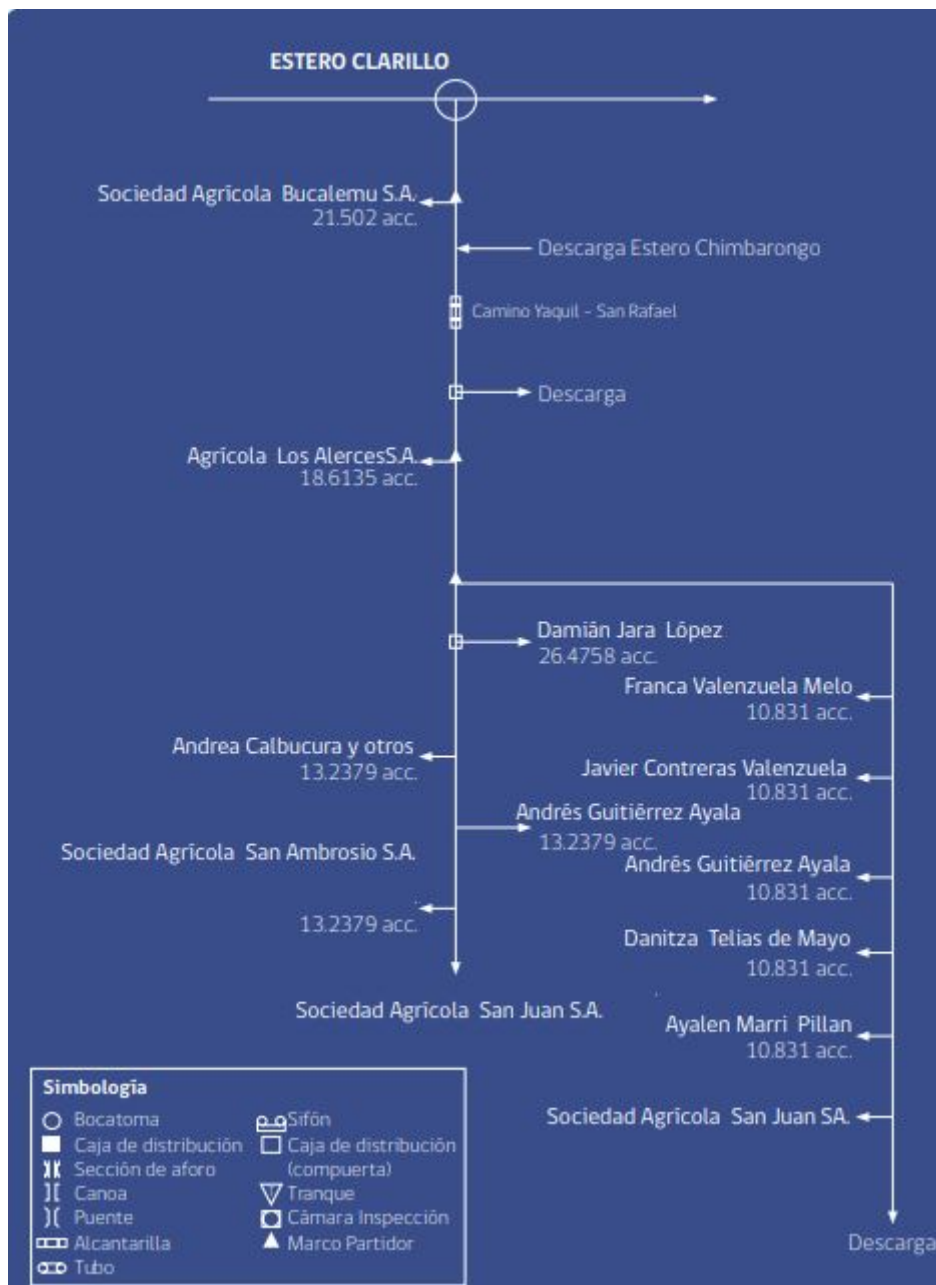 ESTERO CLARILLO
Sociedad Agrícola Bucalemu S.A.
21.502 acc.
Descarga Estero Chimbarongo
Camino Yaquil - San Rafael
Descarga
Agrícola Los AlercesS.A.
18.6135 acc.
Damián Jara López
26.4758 acc.
Franca Valenzuela Melo
10.831 acc.
Andrea Calbucura y otros
13.2379 acc.
Javier Contreras Valenzuela
10.831 acc.
Andrés Guitiérrez Ayala
13.2379 acc.
Sociedad Agrícola San Ambrosio S.A.
13.2379 acc.
Andrés Guitiérrez Ayala
10.831 acc.
Danitza Telias de Mayo
10.831 acc.
Sociedad Agrícola San Juan S.A.
Ayalen Marri Pillan
10.831 acc.
Sociedad Agrícola San Juan SA.
Descarga
Simbología
Bocatoma
Caja de distribución
Sección de aforo
Canoa
Puente
Alcantarilla
Tubo
Sifón
Caja de distribución
(compuerta)
Tranque
Cámara Inspección
Marco Partidor